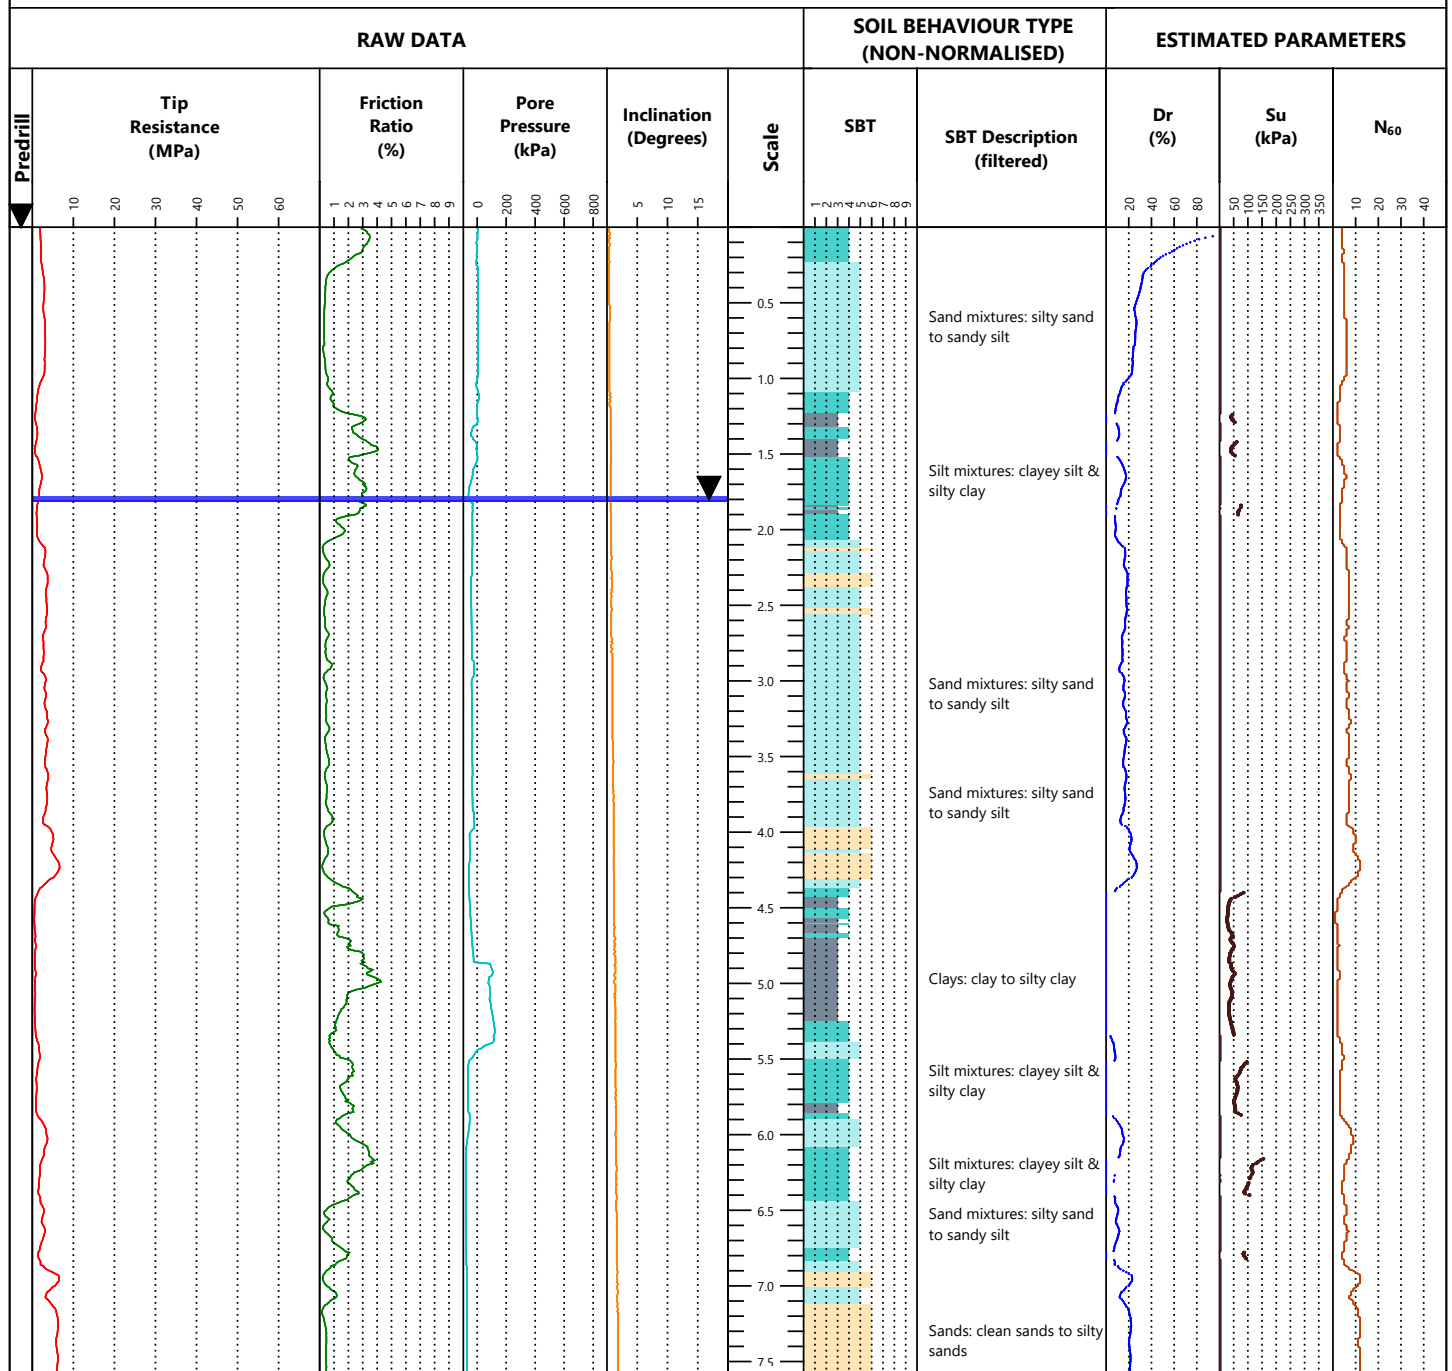 RAW DATA
SOIL BEHAVIOUR TYPE
(NON-NORMALISED)
ESTIMATED PARAMETERS
Predrill
Tip
Resistance
(MPa)
Friction
Ratio
(%)
Pore
Pressure
(kPa)
Inclination
(Degrees)
Scale
SBT
SBT Description
(filtered)
Dr
(%)
Su
(kPa)
N60
10 20 30 40 50 60
1 2 3 4 5 6 7 8 9
0 200 400 600 800
5 10 15
1 2 3 4 5 6 7 8 9
20 40 60 80
50 100 150 200 250 300 350
10 20 30 40
0.5
Sand mixtures: silty sand
to sandy silt
1.0
1.5
Silt mixtures: clayey silt &
silty clay
2.0
2.5
3.0
Sand mixtures: silty sand
to sandy silt
3.5
Sand mixtures: silty sand
to sandy silt
4.0
4.5
5.0
Clays: clay to silty clay
5.5
Silt mixtures: clayey silt &
silty clay
6.0
Silt mixtures: clayey silt &
silty clay
6.5
Sand mixtures: silty sand
to sandy silt
7.0
Sands: clean sands to silty
sands
7.5